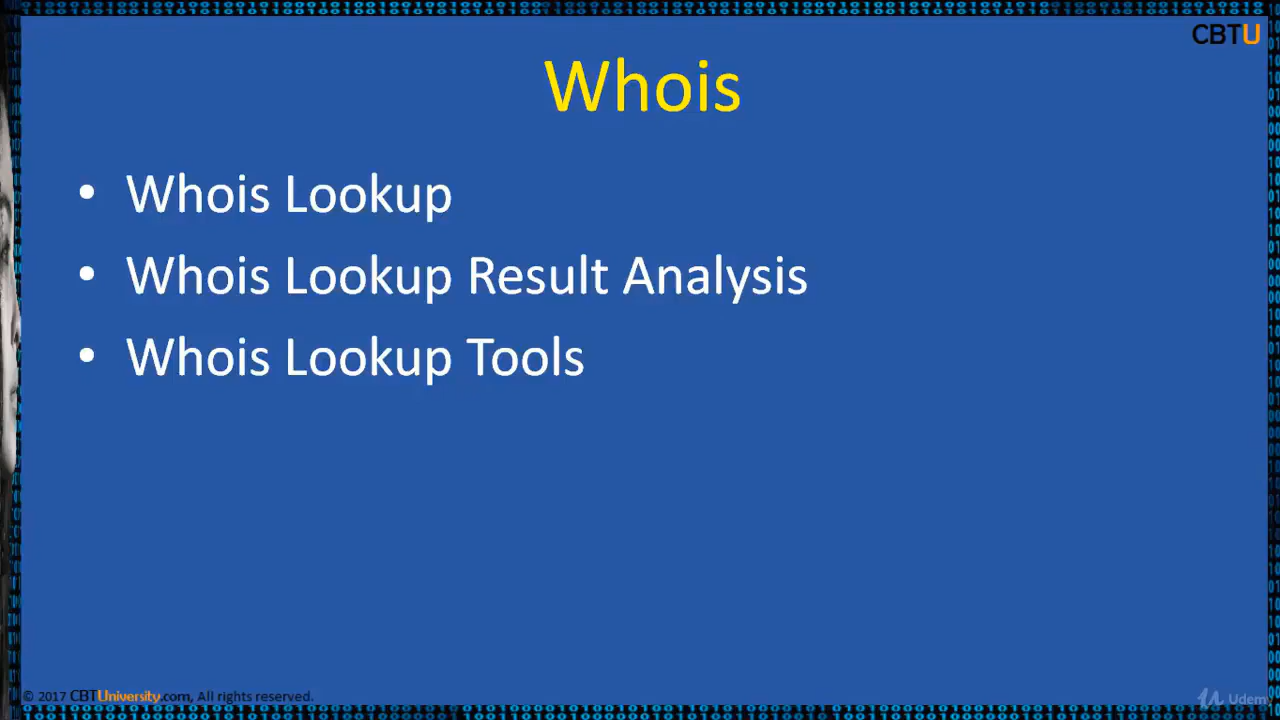 CBTU
Whois
• Whois Lookup
• Whois Lookup Result Analysis
• Whois Lookup Tools
© 2017 CBTUniversity.com, All rights reserved.
Udemy